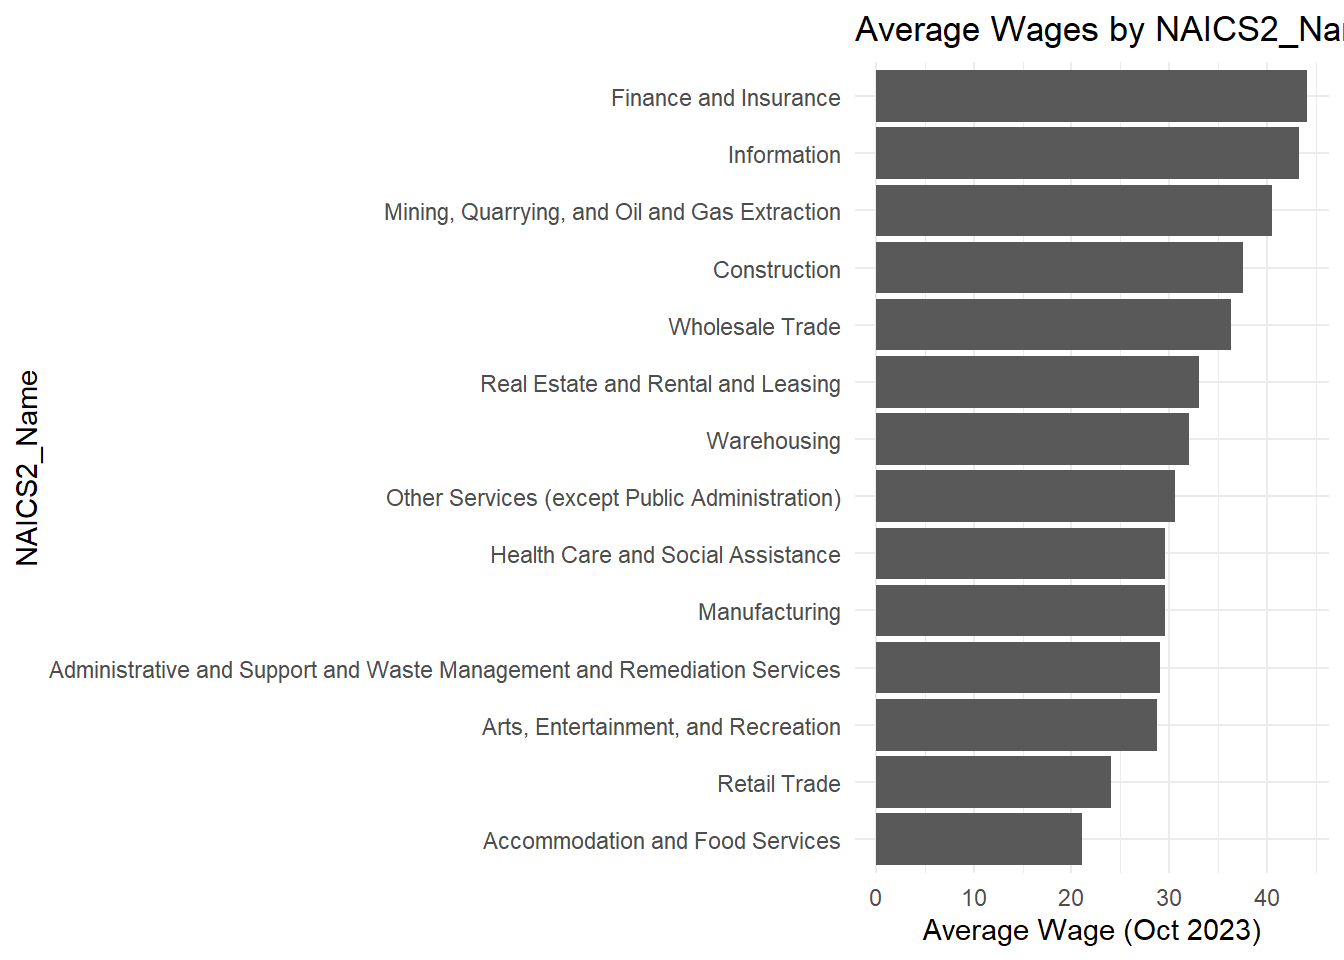 Average Wages by NAICS2_Na
Finance and Insurance
Information
Mining, Quarrying, and Oil and Gas Extraction
Construction
Wholesale Trade
Real Estate and Rental and Leasing
Warehousing
Other Services (except Public Administration)
Health Care and Social Assistance
Manufacturing
Administrative and Support and Waste Management and Remediation Services
Arts, Entertainment, and Recreation
Retail Trade
Accommodation and Food Services
NAICS2_Name
0 10 20 30 40
Average Wage (Oct 2023)